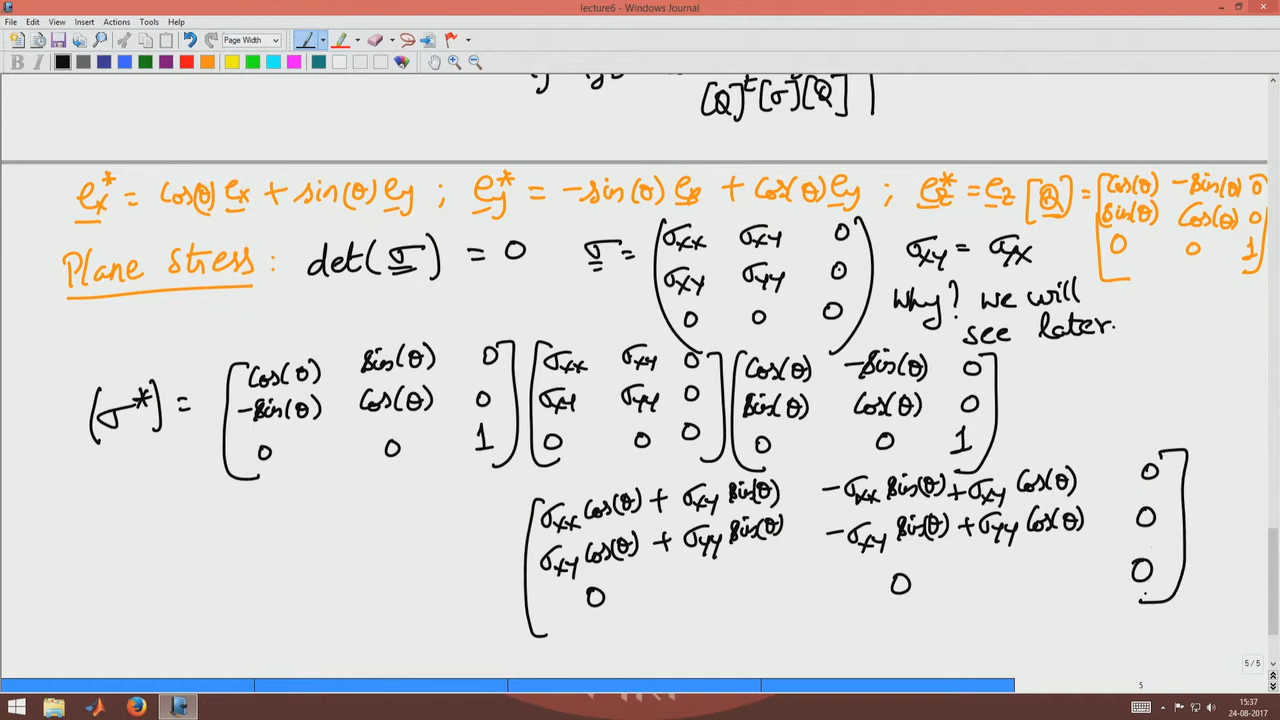 lecture6 - Windows Journal
File Edit View Insert Actions Tools Help
Page Width
B I
[Q]ᵗ[σ][Q]
eₓ* = cos(θ) eₓ + sin(θ) e_y ; e_y* = -sin(θ) eₓ + cos(θ) e_y ; e_z* = e_z [Q] = [cos(θ) -sin(θ) 0
sin(θ) cos(θ) 0
0 0 1]
Plane stress : det(σ) = 0 σ = (σxx σxy 0
σxy σyy 0
0 0 0) σxy = σyx
Why? we will
see later.
[σ*] = [cos(θ) sin(θ) 0 [σxx σxy 0 [cos(θ) -sin(θ) 0
-sin(θ) cos(θ) 0 σxy σyy 0 sin(θ) cos(θ) 0
0 0 1] 0 0 0] 0 0 1]
[σxx cos(θ) + σxy sin(θ) -σxx sin(θ) + σxy cos(θ) 0
σxy cos(θ) + σyy sin(θ) -σxy sin(θ) + σyy cos(θ) 0
0 0 0]
5/5
5
15:37
24-08-2017